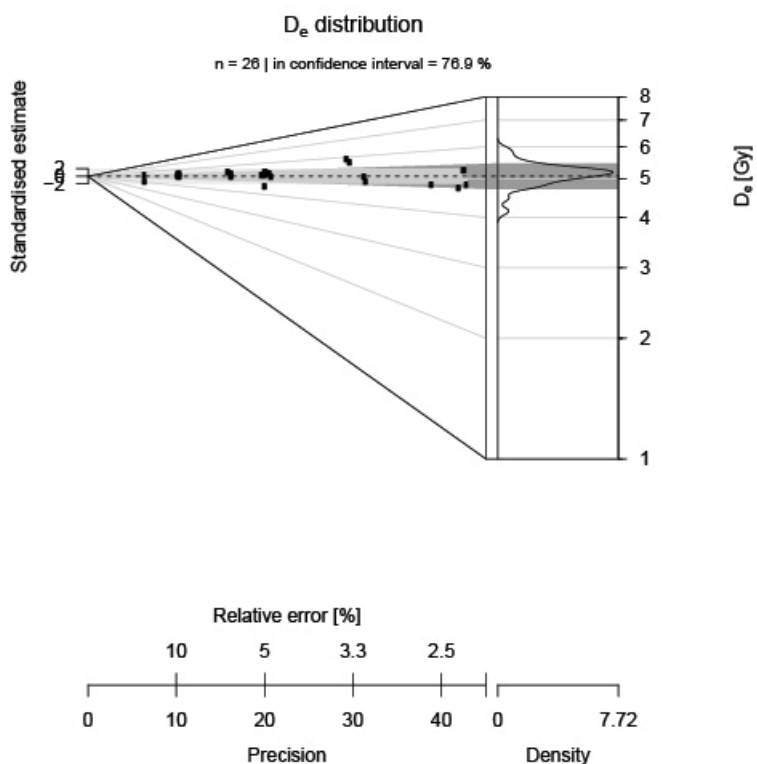 De distribution
n = 26 | in confidence interval = 76.9 %
Standardised estimate
2
0
−2
8
7
6
5
4
3
2
1
De [Gy]
Relative error [%]
10 5 3.3 2.5
0 10 20 30 40
Precision
0 7.72
Density